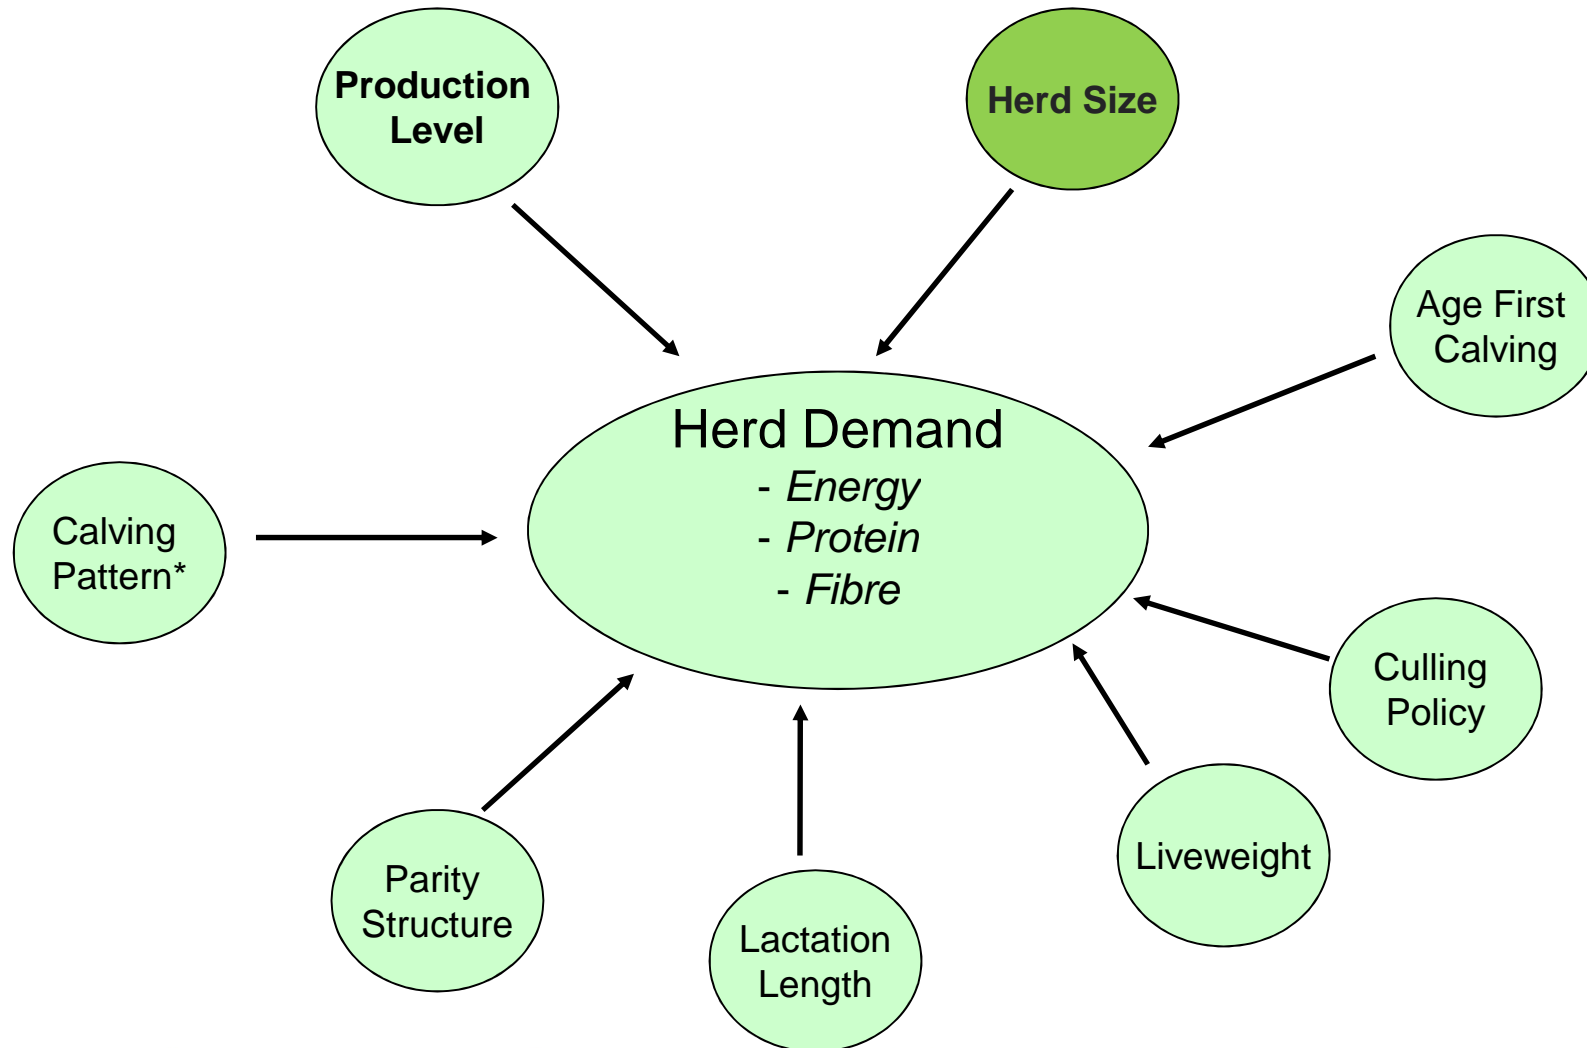 Production
Level
Herd Size
Age First
Calving
Herd Demand
- Energy
- Protein
- Fibre
Calving
Pattern*
Culling
Policy
Liveweight
Parity
Structure
Lactation
Length